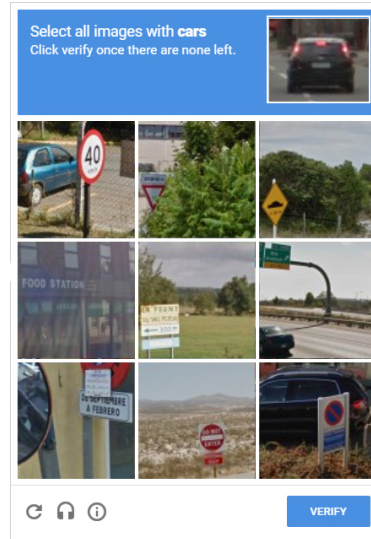 Select all images with cars
Click verify once there are none left.
40
FOOD STATION
300m
DE SEPTIEMBRE
A FEBRERO
DO NOT
ENTER
VERIFY